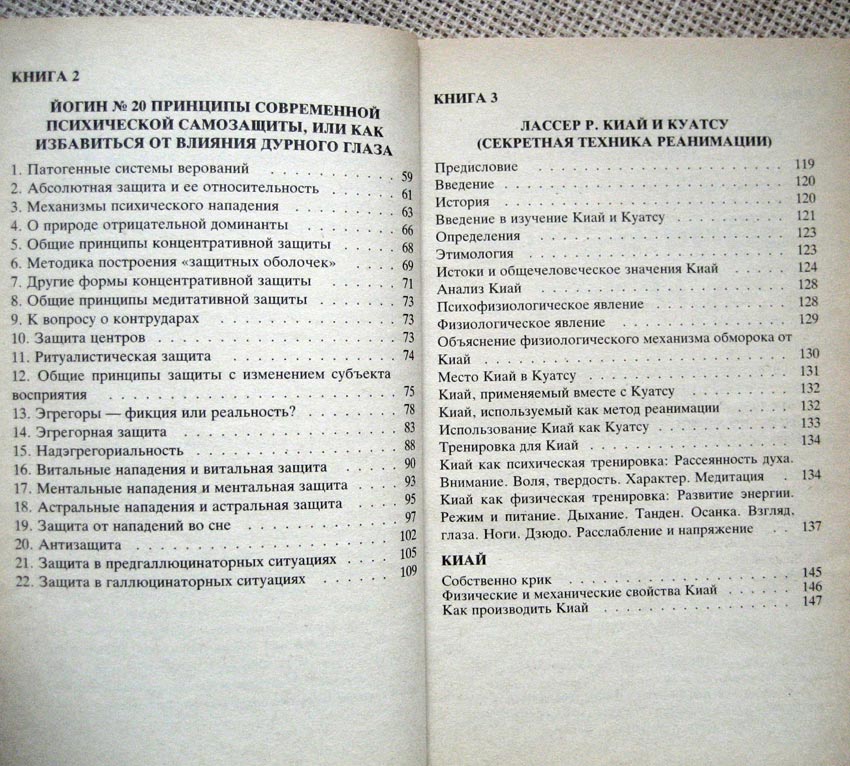 КНИГА 2
ЙОГИН № 20 ПРИНЦИПЫ СОВРЕМЕННОЙ
ПСИХИЧЕСКОЙ САМОЗАЩИТЫ, ИЛИ КАК
ИЗБАВИТЬСЯ ОТ ВЛИЯНИЯ ДУРНОГО ГЛАЗА
1. Патогенные системы верований . . . . . . . . . . 59
2. Абсолютная защита и ее относительность . . . . . 61
3. Механизмы психического нападения . . . . . . . . 63
4. О природе отрицательной доминанты . . . . . . . 66
5. Общие принципы концентративной защиты . . . . 68
6. Методика построения «защитных оболочек» . . . . 69
7. Другие формы концентративной защиты . . . . . . 71
8. Общие принципы медитативной защиты . . . . . . 73
9. К вопросу о контрударах . . . . . . . . . . . . 73
10. Защита центров . . . . . . . . . . . . . . . . 73
11. Ритуалистическая защита . . . . . . . . . . . . 74
12. Общие принципы защиты с изменением субъекта
восприятия . . . . . . . . . . . . . . . . . . . . 75
13. Эгрегоры — фикция или реальность? . . . . . . . 78
14. Эгрегорная защита . . . . . . . . . . . . . . . 83
15. Надэгрегориальность . . . . . . . . . . . . . . 88
16. Витальные нападения и витальная защита . . . . . 90
17. Ментальные нападения и ментальная защита . . . . 93
18. Астральные нападения и астральная защита . . . . 95
19. Защита от нападений во сне . . . . . . . . . . . 97
20. Антизащита . . . . . . . . . . . . . . . . . . 102
21. Защита в предгаллюцинаторных ситуациях . . . . . 105
22. Защита в галлюцинаторных ситуациях . . . . . . . 109
КНИГА 3
ЛАССЕР Р. КИАЙ И КУАТСУ
(СЕКРЕТНАЯ ТЕХНИКА РЕАНИМАЦИИ)
Предисловие . . . . . . . . . . . . . . . . . . . 119
Введение . . . . . . . . . . . . . . . . . . . . . 120
История . . . . . . . . . . . . . . . . . . . . . 120
Введение в изучение Киай и Куатсу . . . . . . . . . 121
Определения . . . . . . . . . . . . . . . . . . . 123
Этимология . . . . . . . . . . . . . . . . . . . . 123
Истоки и общечеловеческое значения Киай . . . . . . 124
Анализ Киай . . . . . . . . . . . . . . . . . . . 128
Психофизиологическое явление . . . . . . . . . . . 128
Физиологическое явление . . . . . . . . . . . . . . 129
Объяснение физиологического механизма обморока от
Киай . . . . . . . . . . . . . . . . . . . . . . . 130
Место Киай в Куатсу . . . . . . . . . . . . . . . . 131
Киай, применяемый вместе с Куатсу . . . . . . . . . 132
Киай, используемый как метод реанимации . . . . . . 132
Использование Киай как Куатсу . . . . . . . . . . . 133
Тренировка для Киай . . . . . . . . . . . . . . . . 134
Киай как психическая тренировка: Рассеянность духа.
Внимание. Воля, твердость. Характер. Медитация . 134
Киай как физическая тренировка: Развитие энергии.
Режим и питание. Дыхание. Танден. Осанка. Взгляд,
глаза. Ноги. Дзюдо. Расслабление и напряжение . . 137
КИАЙ
Собственно крик . . . . . . . . . . . . . . . . . . 145
Физические и механические свойства Киай . . . . . . 146
Как производить Киай . . . . . . . . . . . . . . . 147